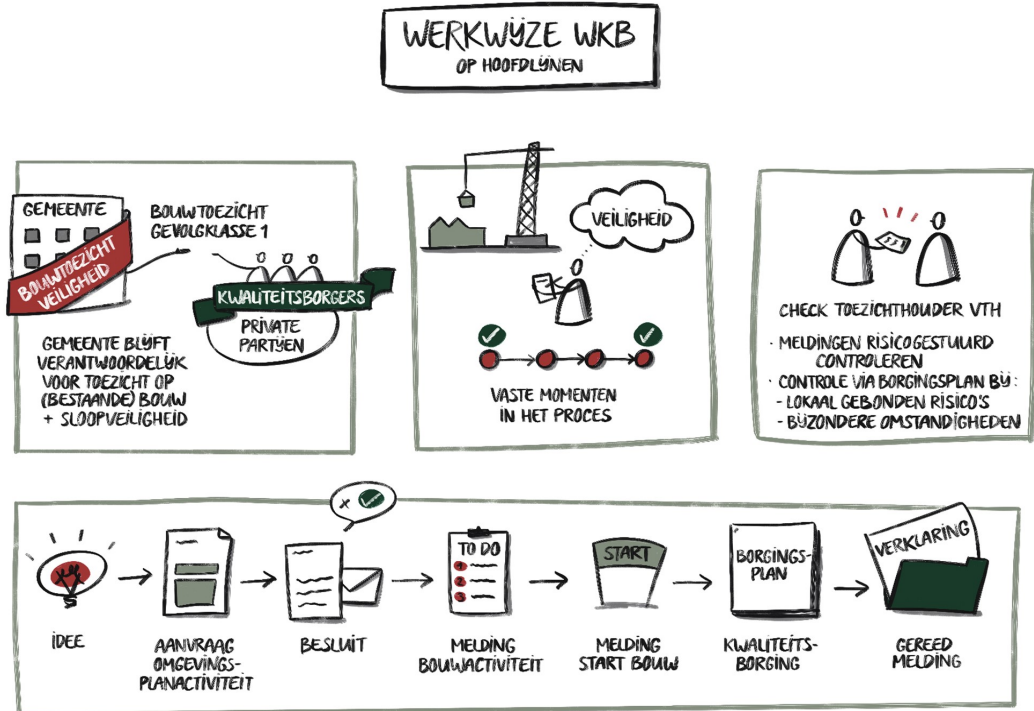 WERKWIJZE WKB
OP HOOFDLIJNEN
GEMEENTE
BOUWTOEZICHT
VEILIGHEID
BOUWTOEZICHT
GEVOLGKLASSE 1
KWALITEITSBORGERS
PRIVATE
PARTIJEN
GEMEENTE BLIJFT
VERANTWOORDELIJK
VOOR TOEZICHT OP
(BESTAANDE) BOUW
+ SLOOPVEILIGHEID
VEILIGHEID
VASTE MOMENTEN
IN HET PROCES
CHECK TOEZICHTHOUDER VTH
· MELDINGEN RISICOGESTUURD
CONTROLEREN
· CONTROLE VIA BORGINGSPLAN BIJ:
- LOKAAL GEBONDEN RISICO'S
- BIJZONDERE OMSTANDIGHEDEN
IDEE
AANVRAAG
OMGEVINGS-
PLANACTIVITEIT
BESLUIT
TO DO
1
2
3
MELDING
BOUWACTIVITEIT
START
MELDING
START BOUW
BORGINGS-
PLAN
KWALITEITS-
BORGING
VERKLARING
GEREED
MELDING